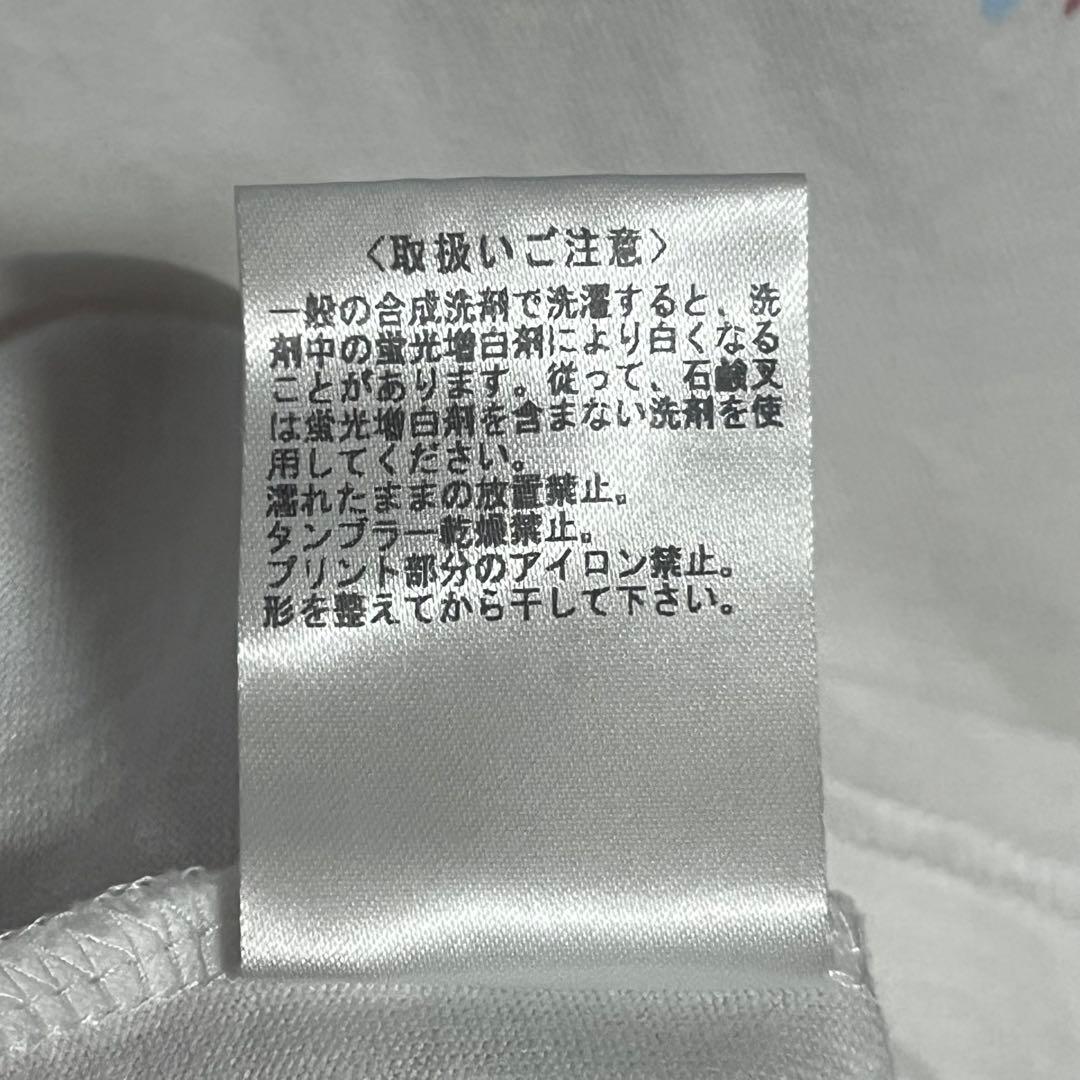 〈取扱いご注意〉
一般の合成洗剤で洗濯すると、洗
剤中の蛍光増白剤により白くなる
ことがあります。従って、石鹸又
は蛍光増白剤を含まない洗剤を使
用してください。
濡れたままの放置禁止。
タンブラー乾燥禁止。
プリント部分のアイロン禁止。
形を整えてから干して下さい。